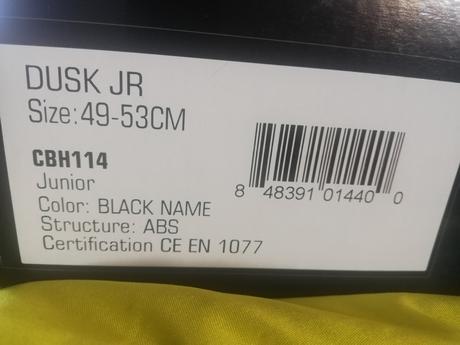 DUSK JR
Size:49-53CM
CBH114
Junior
Color: BLACK NAME
Structure: ABS
Certification CE EN 1077
8 48391 01440 0